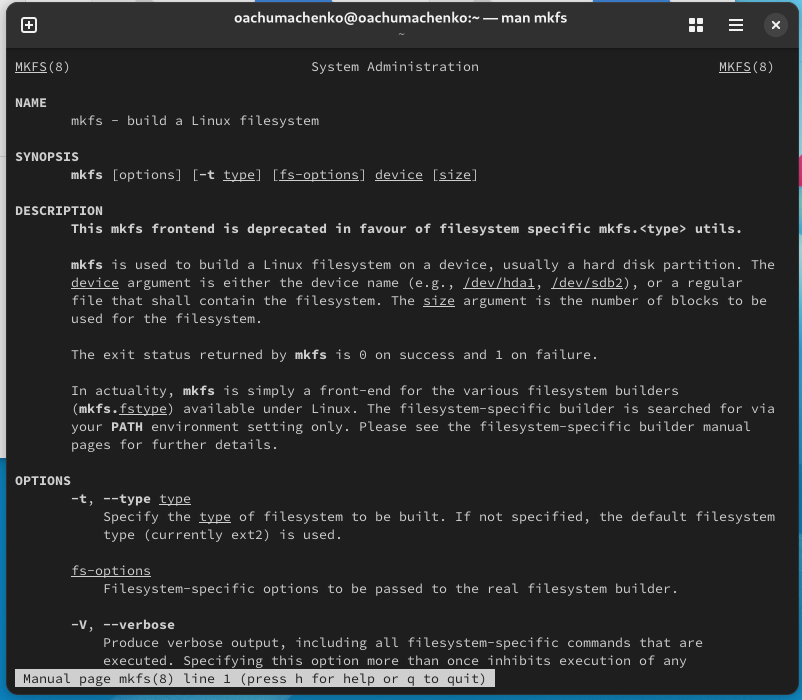 oachumachenko@oachumachenko:~ — man mkfs
~
MKFS(8) System Administration MKFS(8)
NAME
mkfs - build a Linux filesystem
SYNOPSIS
mkfs [options] [-t type] [fs-options] device [size]
DESCRIPTION
This mkfs frontend is deprecated in favour of filesystem specific mkfs.<type> utils.
mkfs is used to build a Linux filesystem on a device, usually a hard disk partition. The
device argument is either the device name (e.g., /dev/hda1, /dev/sdb2), or a regular
file that shall contain the filesystem. The size argument is the number of blocks to be
used for the filesystem.
The exit status returned by mkfs is 0 on success and 1 on failure.
In actuality, mkfs is simply a front-end for the various filesystem builders
(mkfs.fstype) available under Linux. The filesystem-specific builder is searched for via
your PATH environment setting only. Please see the filesystem-specific builder manual
pages for further details.
OPTIONS
-t, --type type
Specify the type of filesystem to be built. If not specified, the default filesystem
type (currently ext2) is used.
fs-options
Filesystem-specific options to be passed to the real filesystem builder.
-V, --verbose
Produce verbose output, including all filesystem-specific commands that are
executed. Specifying this option more than once inhibits execution of any
Manual page mkfs(8) line 1 (press h for help or q to quit)